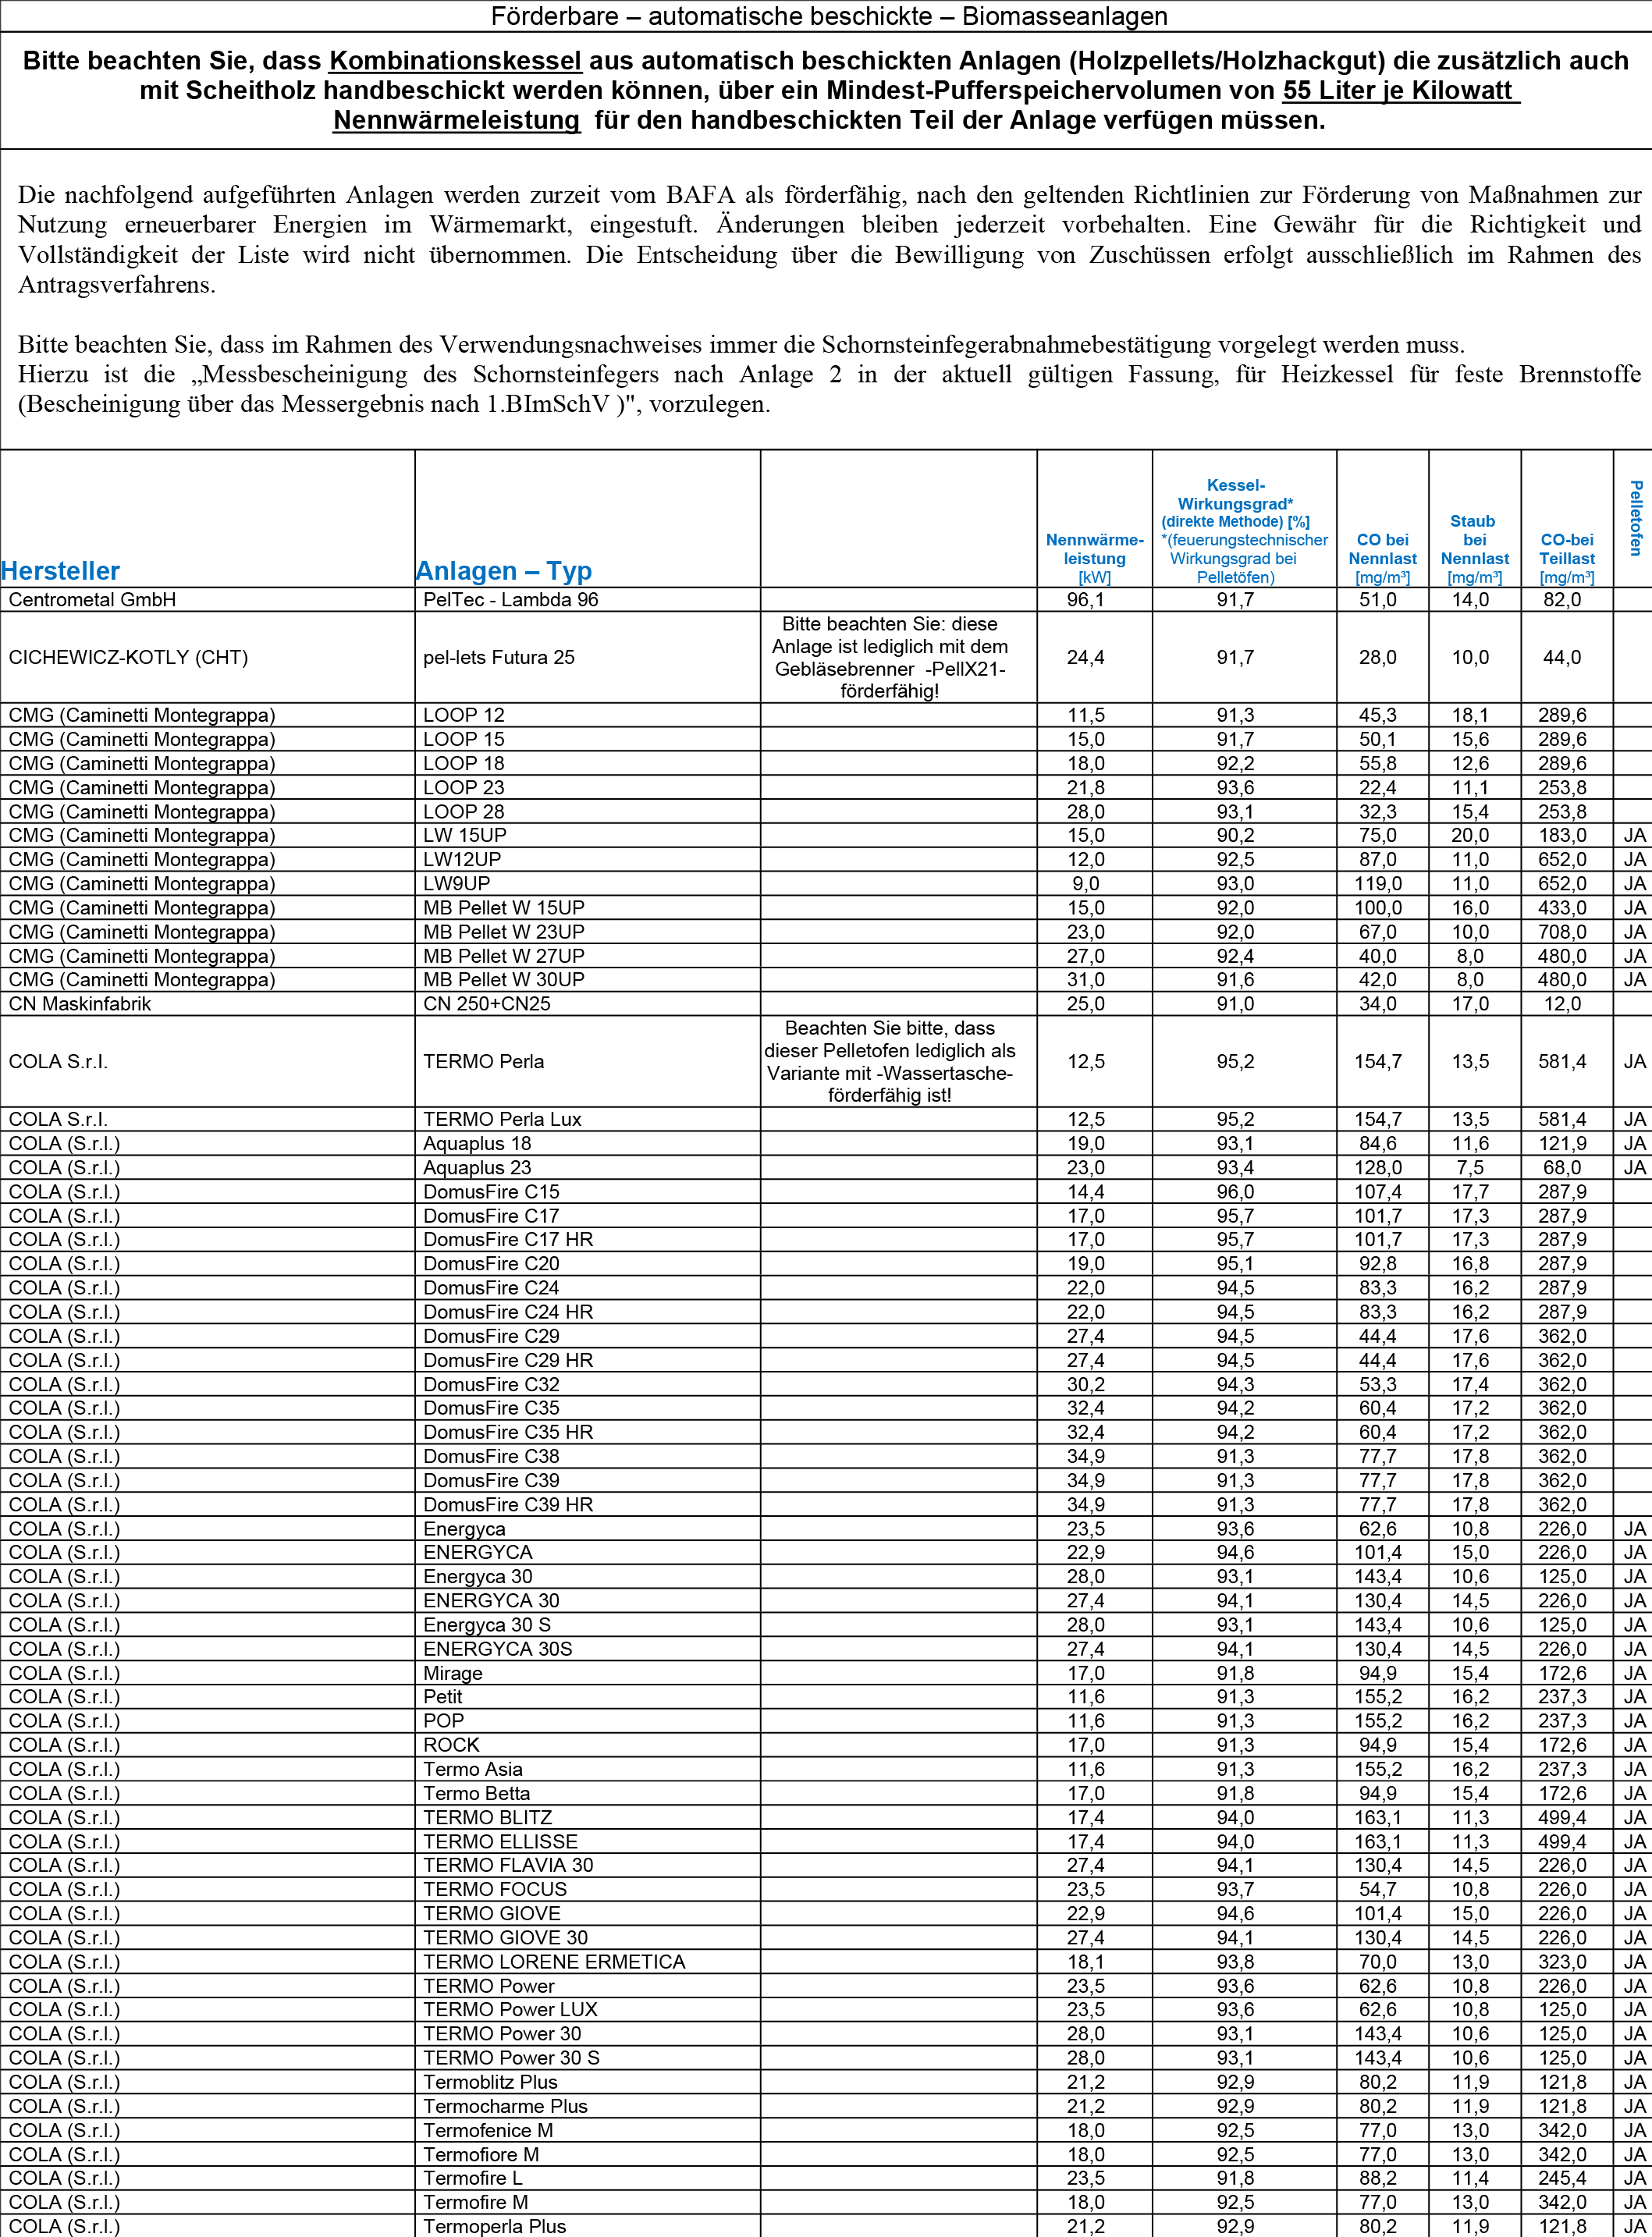 Förderbare – automatische beschickte – Biomasseanlagen
Bitte beachten Sie, dass Kombinationskessel aus automatisch beschickten Anlagen (Holzpellets/Holzhackgut) die zusätzlich auch
mit Scheitholz handbeschickt werden können, über ein Mindest-Pufferspeichervolumen von 55 Liter je Kilowatt
Nennwärmeleistung für den handbeschickten Teil der Anlage verfügen müssen.
Die nachfolgend aufgeführten Anlagen werden zurzeit vom BAFA als förderfähig, nach den geltenden Richtlinien zur Förderung von Maßnahmen zur
Nutzung erneuerbarer Energien im Wärmemarkt, eingestuft. Änderungen bleiben jederzeit vorbehalten. Eine Gewähr für die Richtigkeit und
Vollständigkeit der Liste wird nicht übernommen. Die Entscheidung über die Bewilligung von Zuschüssen erfolgt ausschließlich im Rahmen des
Antragsverfahrens.
Bitte beachten Sie, dass im Rahmen des Verwendungsnachweises immer die Schornsteinfegerabnahmebestätigung vorgelegt werden muss.
Hierzu ist die „Messbescheinigung des Schornsteinfegers nach Anlage 2 in der aktuell gültigen Fassung, für Heizkessel für feste Brennstoffe
(Bescheinigung über das Messergebnis nach 1.BImSchV )", vorzulegen.
Hersteller
Anlagen – Typ
Nennwärme-
leistung
[kW]
Kessel-
Wirkungsgrad*
(direkte Methode) [%]
*(feuerungstechnischer
Wirkungsgrad bei
Pelletöfen)
CO bei
Nennlast
[mg/m³]
Staub
bei
Nennlast
[mg/m³]
CO-bei
Teillast
[mg/m³]
Pelletofen
Centrometal GmbH PelTec - Lambda 96 96,1 91,7 51,0 14,0 82,0
Bitte beachten Sie: diese
Anlage ist lediglich mit dem
Gebläsebrenner -PellX21-
förderfähig!
CICHEWICZ-KOTLY (CHT) pel-lets Futura 25 24,4 91,7 28,0 10,0 44,0
CMG (Caminetti Montegrappa) LOOP 12 11,5 91,3 45,3 18,1 289,6
CMG (Caminetti Montegrappa) LOOP 15 15,0 91,7 50,1 15,6 289,6
CMG (Caminetti Montegrappa) LOOP 18 18,0 92,2 55,8 12,6 289,6
CMG (Caminetti Montegrappa) LOOP 23 21,8 93,6 22,4 11,1 253,8
CMG (Caminetti Montegrappa) LOOP 28 28,0 93,1 32,3 15,4 253,8
CMG (Caminetti Montegrappa) LW 15UP 15,0 90,2 75,0 20,0 183,0 JA
CMG (Caminetti Montegrappa) LW12UP 12,0 92,5 87,0 11,0 652,0 JA
CMG (Caminetti Montegrappa) LW9UP 9,0 93,0 119,0 11,0 652,0 JA
CMG (Caminetti Montegrappa) MB Pellet W 15UP 15,0 92,0 100,0 16,0 433,0 JA
CMG (Caminetti Montegrappa) MB Pellet W 23UP 23,0 92,0 67,0 10,0 708,0 JA
CMG (Caminetti Montegrappa) MB Pellet W 27UP 27,0 92,4 40,0 8,0 480,0 JA
CMG (Caminetti Montegrappa) MB Pellet W 30UP 31,0 91,6 42,0 8,0 480,0 JA
CN Maskinfabrik CN 250+CN25 25,0 91,0 34,0 17,0 12,0
Beachten Sie bitte, dass
dieser Pelletofen lediglich als
Variante mit -Wassertasche-
förderfähig ist!
COLA S.r.l. TERMO Perla 12,5 95,2 154,7 13,5 581,4 JA
COLA S.r.l. TERMO Perla Lux 12,5 95,2 154,7 13,5 581,4 JA
COLA (S.r.l.) Aquaplus 18 19,0 93,1 84,6 11,6 121,9 JA
COLA (S.r.l.) Aquaplus 23 23,0 93,4 128,0 7,5 68,0 JA
COLA (S.r.l.) DomusFire C15 14,4 96,0 107,4 17,7 287,9
COLA (S.r.l.) DomusFire C17 17,0 95,7 101,7 17,3 287,9
COLA (S.r.l.) DomusFire C17 HR 17,0 95,7 101,7 17,3 287,9
COLA (S.r.l.) DomusFire C20 19,0 95,1 92,8 16,8 287,9
COLA (S.r.l.) DomusFire C24 22,0 94,5 83,3 16,2 287,9
COLA (S.r.l.) DomusFire C24 HR 22,0 94,5 83,3 16,2 287,9
COLA (S.r.l.) DomusFire C29 27,4 94,5 44,4 17,6 362,0
COLA (S.r.l.) DomusFire C29 HR 27,4 94,5 44,4 17,6 362,0
COLA (S.r.l.) DomusFire C32 30,2 94,3 53,3 17,4 362,0
COLA (S.r.l.) DomusFire C35 32,4 94,2 60,4 17,2 362,0
COLA (S.r.l.) DomusFire C35 HR 32,4 94,2 60,4 17,2 362,0
COLA (S.r.l.) DomusFire C38 34,9 91,3 77,7 17,8 362,0
COLA (S.r.l.) DomusFire C39 34,9 91,3 77,7 17,8 362,0
COLA (S.r.l.) DomusFire C39 HR 34,9 91,3 77,7 17,8 362,0
COLA (S.r.l.) Energyca 23,5 93,6 62,6 10,8 226,0 JA
COLA (S.r.l.) ENERGYCA 22,9 94,6 101,4 15,0 226,0 JA
COLA (S.r.l.) Energyca 30 28,0 93,1 143,4 10,6 125,0 JA
COLA (S.r.l.) ENERGYCA 30 27,4 94,1 130,4 14,5 226,0 JA
COLA (S.r.l.) Energyca 30 S 28,0 93,1 143,4 10,6 125,0 JA
COLA (S.r.l.) ENERGYCA 30S 27,4 94,1 130,4 14,5 226,0 JA
COLA (S.r.l.) Mirage 17,0 91,8 94,9 15,4 172,6 JA
COLA (S.r.l.) Petit 11,6 91,3 155,2 16,2 237,3 JA
COLA (S.r.l.) POP 11,6 91,3 155,2 16,2 237,3 JA
COLA (S.r.l.) ROCK 17,0 91,3 94,9 15,4 172,6 JA
COLA (S.r.l.) Termo Asia 11,6 91,3 155,2 16,2 237,3 JA
COLA (S.r.l.) Termo Betta 17,0 91,8 94,9 15,4 172,6 JA
COLA (S.r.l.) TERMO BLITZ 17,4 94,0 163,1 11,3 499,4 JA
COLA (S.r.l.) TERMO ELLISSE 17,4 94,0 163,1 11,3 499,4 JA
COLA (S.r.l.) TERMO FLAVIA 30 27,4 94,1 130,4 14,5 226,0 JA
COLA (S.r.l.) TERMO FOCUS 23,5 93,7 54,7 10,8 226,0 JA
COLA (S.r.l.) TERMO GIOVE 22,9 94,6 101,4 15,0 226,0 JA
COLA (S.r.l.) TERMO GIOVE 30 27,4 94,1 130,4 14,5 226,0 JA
COLA (S.r.l.) TERMO LORENE ERMETICA 18,1 93,8 70,0 13,0 323,0 JA
COLA (S.r.l.) TERMO Power 23,5 93,6 62,6 10,8 226,0 JA
COLA (S.r.l.) TERMO Power LUX 23,5 93,6 62,6 10,8 125,0 JA
COLA (S.r.l.) TERMO Power 30 28,0 93,1 143,4 10,6 125,0 JA
COLA (S.r.l.) TERMO Power 30 S 28,0 93,1 143,4 10,6 125,0 JA
COLA (S.r.l.) Termoblitz Plus 21,2 92,9 80,2 11,9 121,8 JA
COLA (S.r.l.) Termocharme Plus 21,2 92,9 80,2 11,9 121,8 JA
COLA (S.r.l.) Termofenice M 18,0 92,5 77,0 13,0 342,0 JA
COLA (S.r.l.) Termofiore M 18,0 92,5 77,0 13,0 342,0 JA
COLA (S.r.l.) Termofire L 23,5 91,8 88,2 11,4 245,4 JA
COLA (S.r.l.) Termofire M 18,0 92,5 77,0 13,0 342,0 JA
COLA (S.r.l.) Termoperla Plus 21,2 92,9 80,2 11,9 121,8 JA